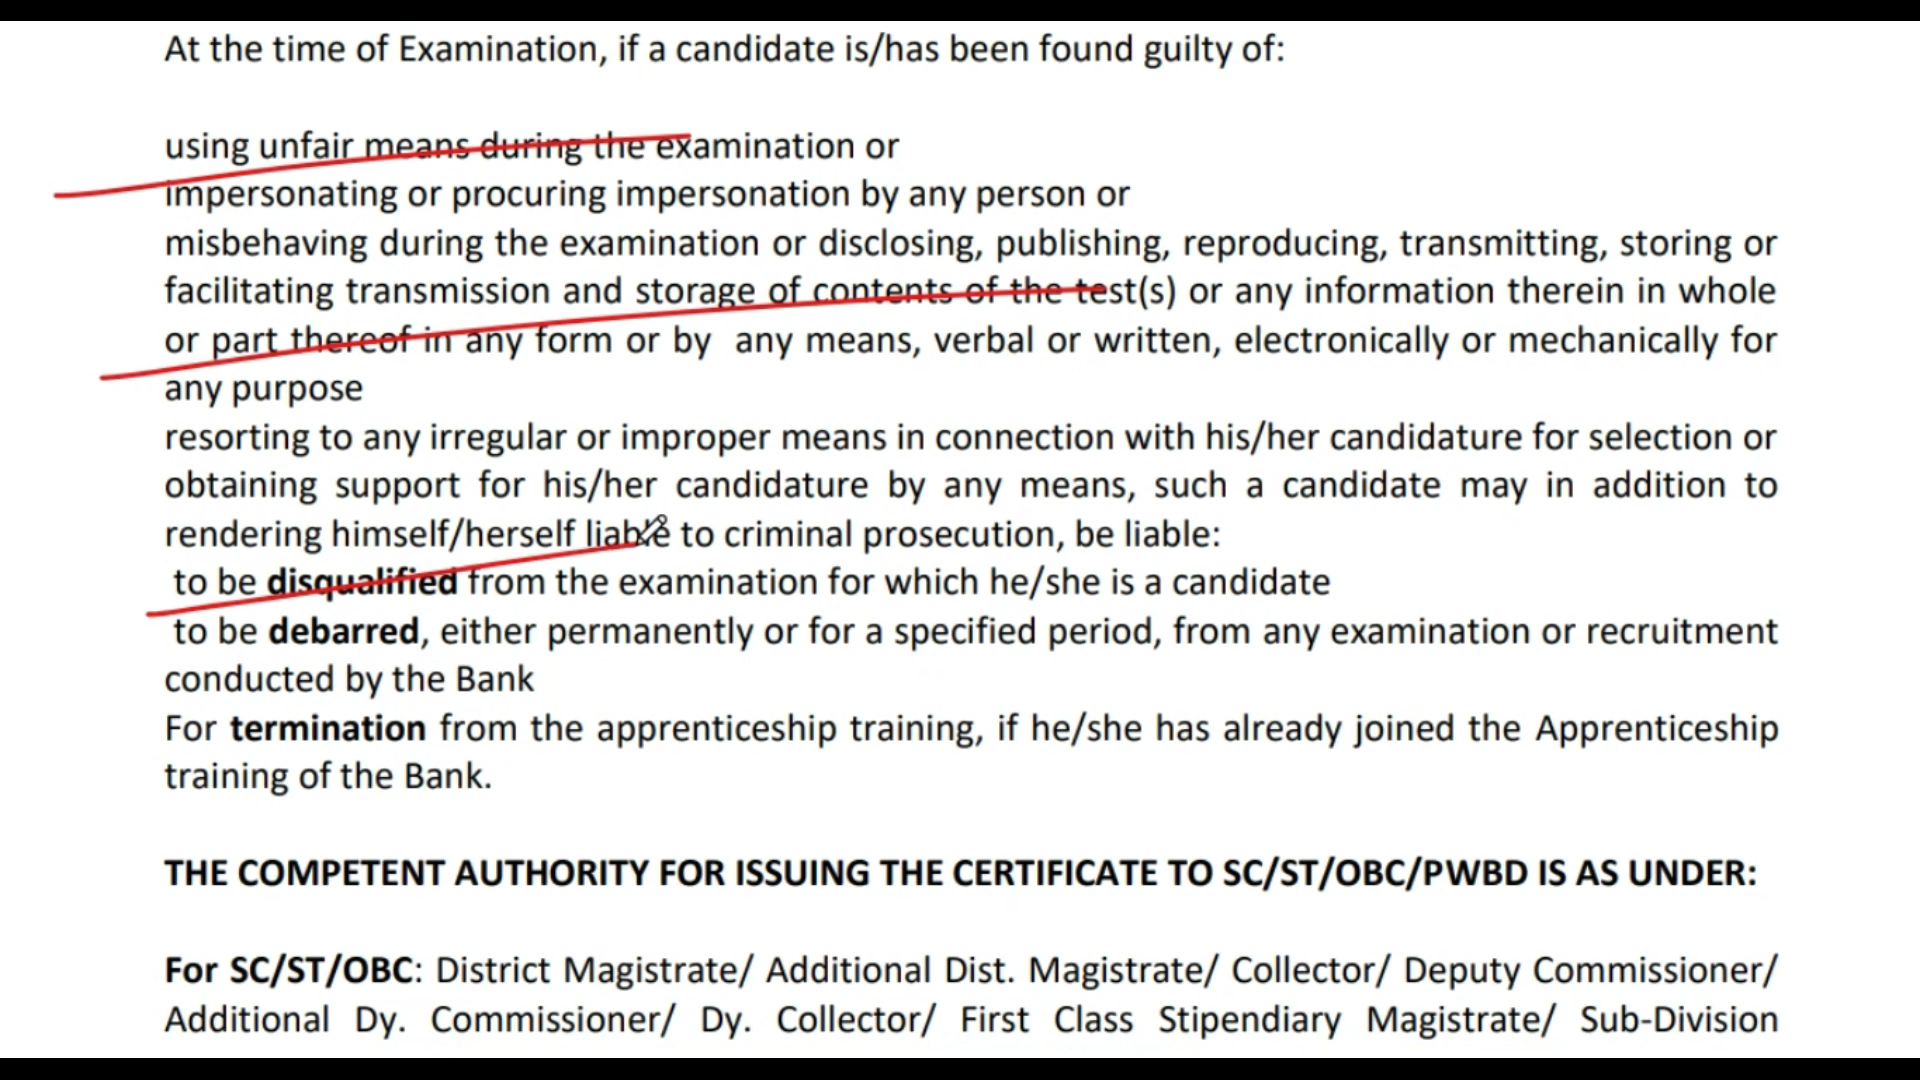 At the time of Examination, if a candidate is/has been found guilty of:
using unfair means during the examination or
impersonating or procuring impersonation by any person or
misbehaving during the examination or disclosing, publishing, reproducing, transmitting, storing or
facilitating transmission and storage of contents of the test(s) or any information therein in whole
or part thereof in any form or by any means, verbal or written, electronically or mechanically for
any purpose
resorting to any irregular or improper means in connection with his/her candidature for selection or
obtaining support for his/her candidature by any means, such a candidate may in addition to
rendering himself/herself liable to criminal prosecution, be liable:
to be disqualified from the examination for which he/she is a candidate
to be debarred, either permanently or for a specified period, from any examination or recruitment
conducted by the Bank
For termination from the apprenticeship training, if he/she has already joined the Apprenticeship
training of the Bank.
THE COMPETENT AUTHORITY FOR ISSUING THE CERTIFICATE TO SC/ST/OBC/PWBD IS AS UNDER:
For SC/ST/OBC: District Magistrate/ Additional Dist. Magistrate/ Collector/ Deputy Commissioner/
Additional Dy. Commissioner/ Dy. Collector/ First Class Stipendiary Magistrate/ Sub-Division